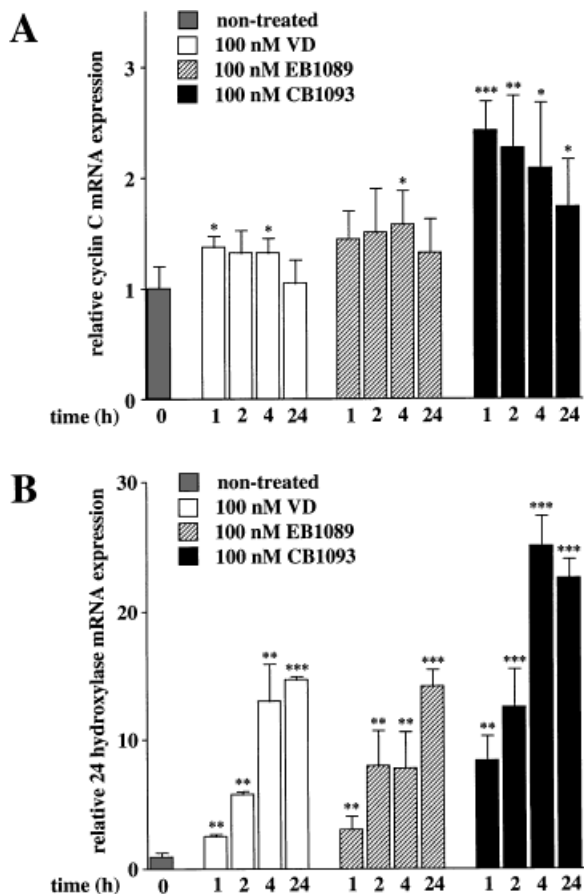 A
non-treated
100 nM VD
100 nM EB1089
100 nM CB1093
relative cyclin C mRNA expression
3
2
1
0
*
*
*
***
**
*
*
time (h) 0 1 2 4 24 1 2 4 24 1 2 4 24
B
non-treated
100 nM VD
100 nM EB1089
100 nM CB1093
relative 24 hydroxylase mRNA expression
30
20
10
0
**
**
**
***
**
**
**
***
**
***
***
***
time (h) 0 1 2 4 24 1 2 4 24 1 2 4 24